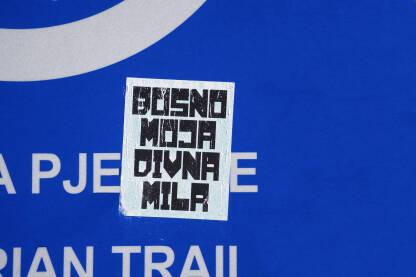 BOSNO
MOJA
DIVNA
MILA
A PJE E
RIAN TRAIL